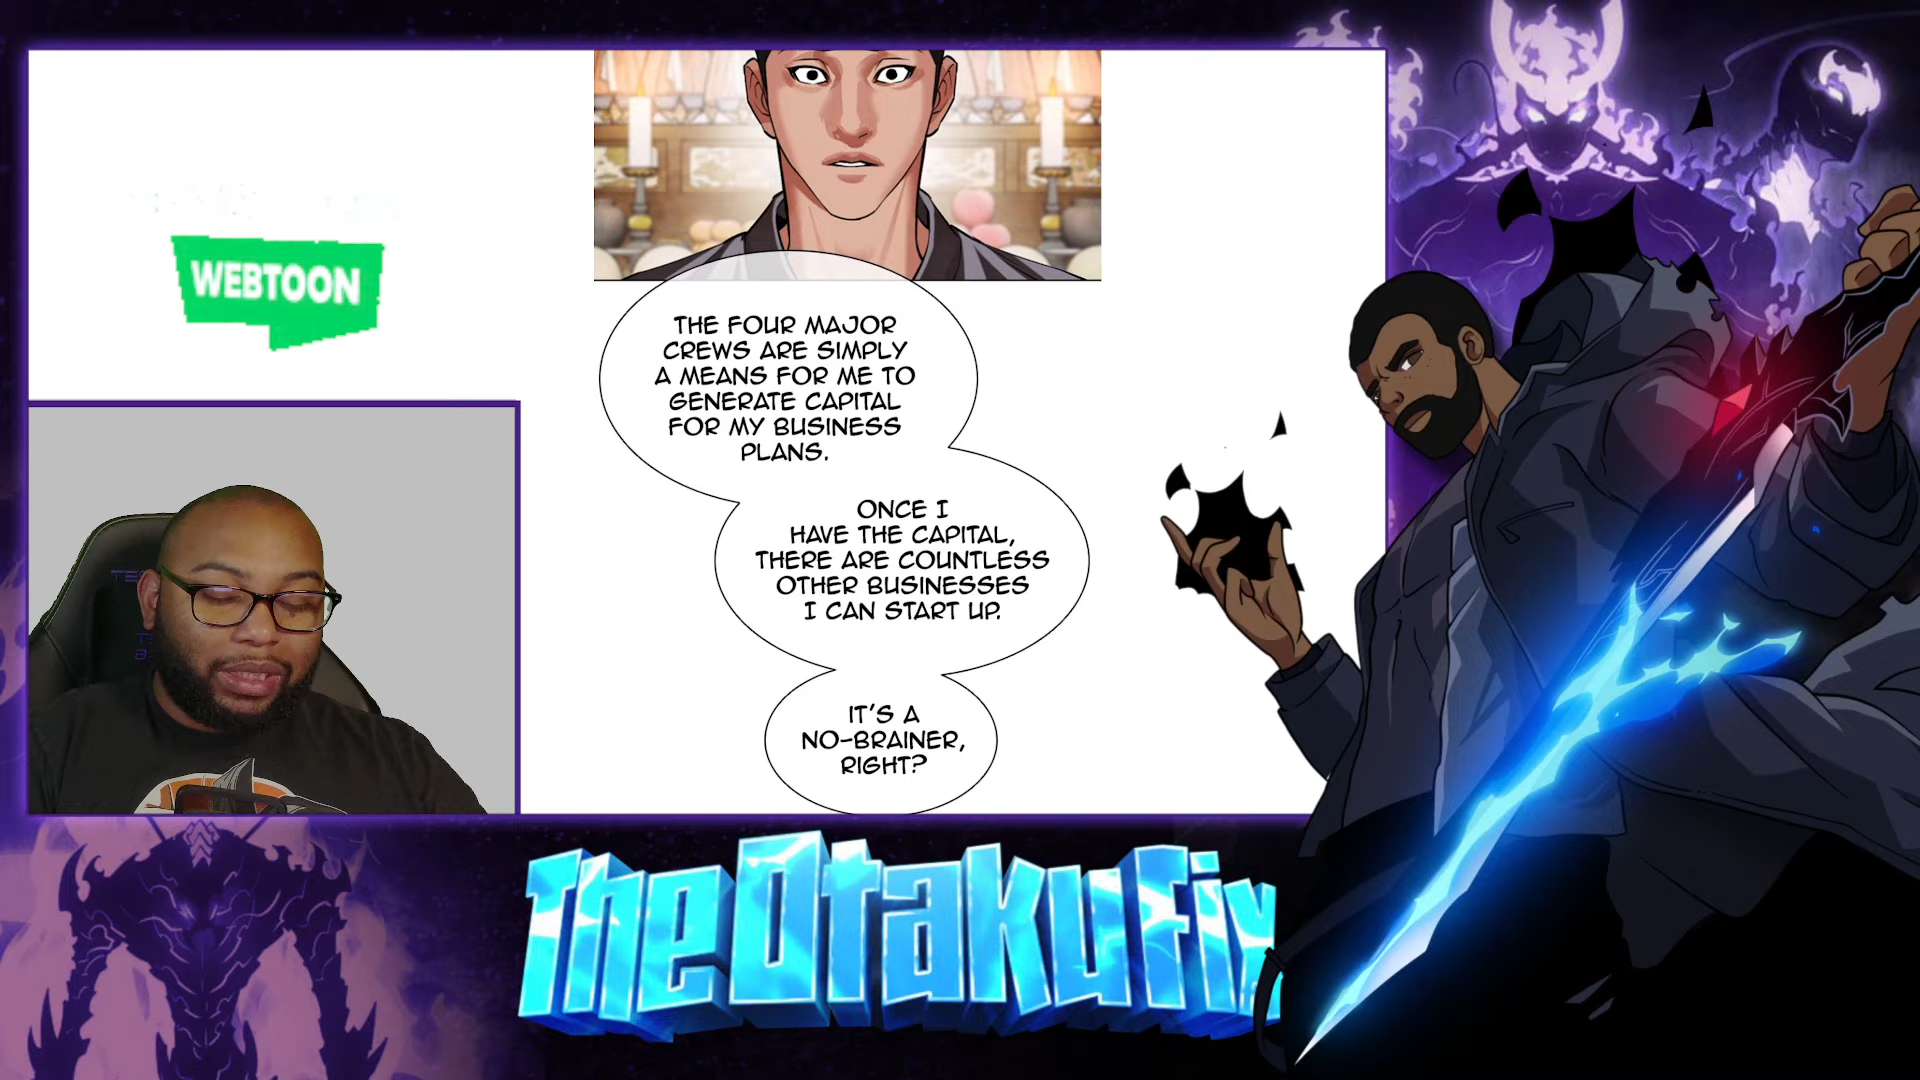 WEBTOON
THE FOUR MAJOR
CREWS ARE SIMPLY
A MEANS FOR ME TO
GENERATE CAPITAL
FOR MY BUSINESS
PLANS.
ONCE I
HAVE THE CAPITAL,
THERE ARE COUNTLESS
OTHER BUSINESSES
I CAN START UP.
IT'S A
NO-BRAINER,
RIGHT?
TheOtakuFix